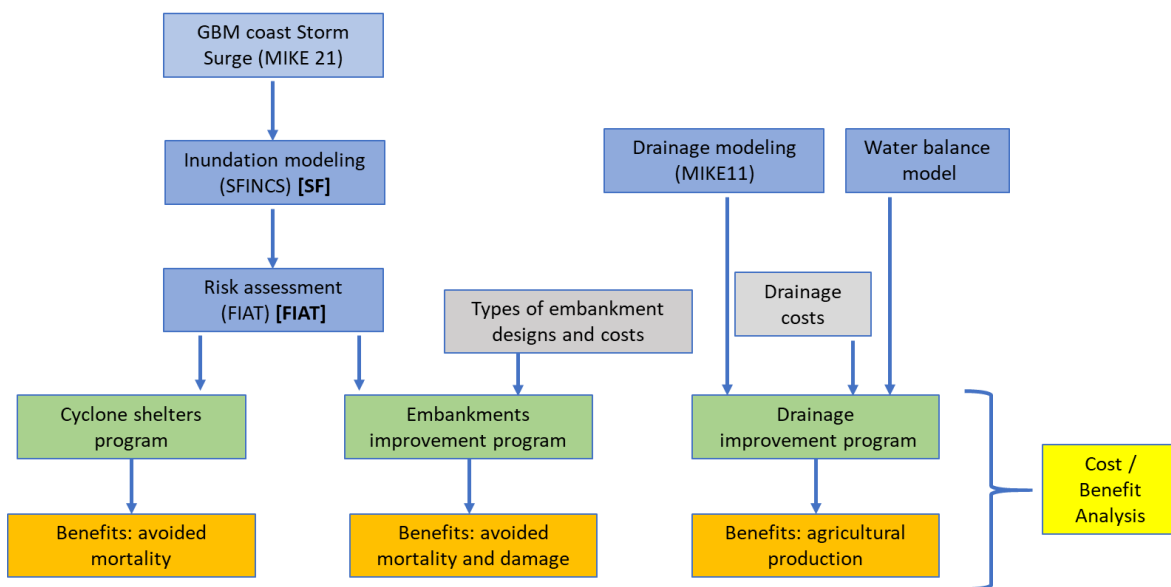 GBM coast Storm
Surge (MIKE 21)
Inundation modeling
(SFINCS) [SF]
Drainage modeling
(MIKE11)
Water balance
model
Risk assessment
(FIAT) [FIAT]
Types of embankment
designs and costs
Drainage
costs
Cyclone shelters
program
Embankments
improvement program
Drainage
improvement program
Cost /
Benefit
Analysis
Benefits: avoided
mortality
Benefits: avoided
mortality and damage
Benefits: agricultural
production